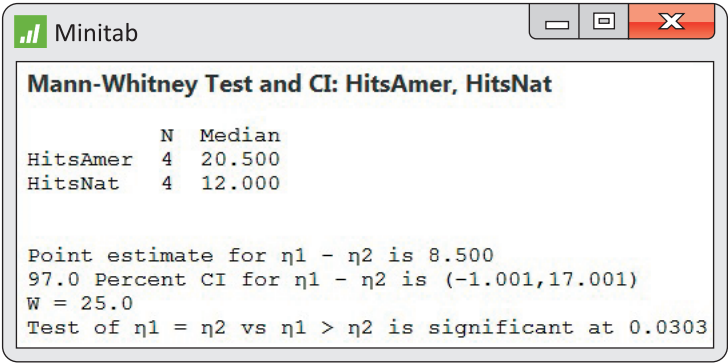 Minitab
Mann-Whitney Test and CI: HitsAmer, HitsNat
N Median
HitsAmer 4 20.500
HitsNat 4 12.000
Point estimate for η1 - η2 is 8.500
97.0 Percent CI for η1 - η2 is (-1.001,17.001)
W = 25.0
Test of η1 = η2 vs η1 > η2 is significant at 0.0303